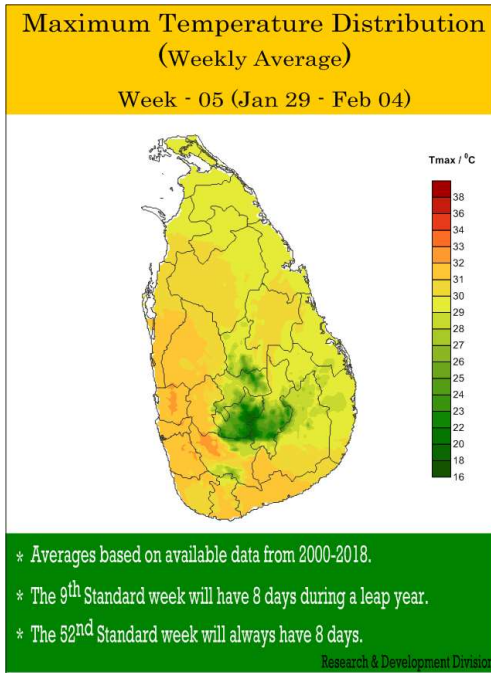 Maximum Temperature Distribution
(Weekly Average)
Week - 05 (Jan 29 - Feb 04)
Tmax / ⁰C
38
36
34
33
32
31
30
29
28
26
25
24
23
22
20
18
16
* Averages based on available data from 2000-2018.
* The 9th Standard week will have 8 days during a leap year.
* The 52nd Standard week will always have 8 days.
Research & Development Division